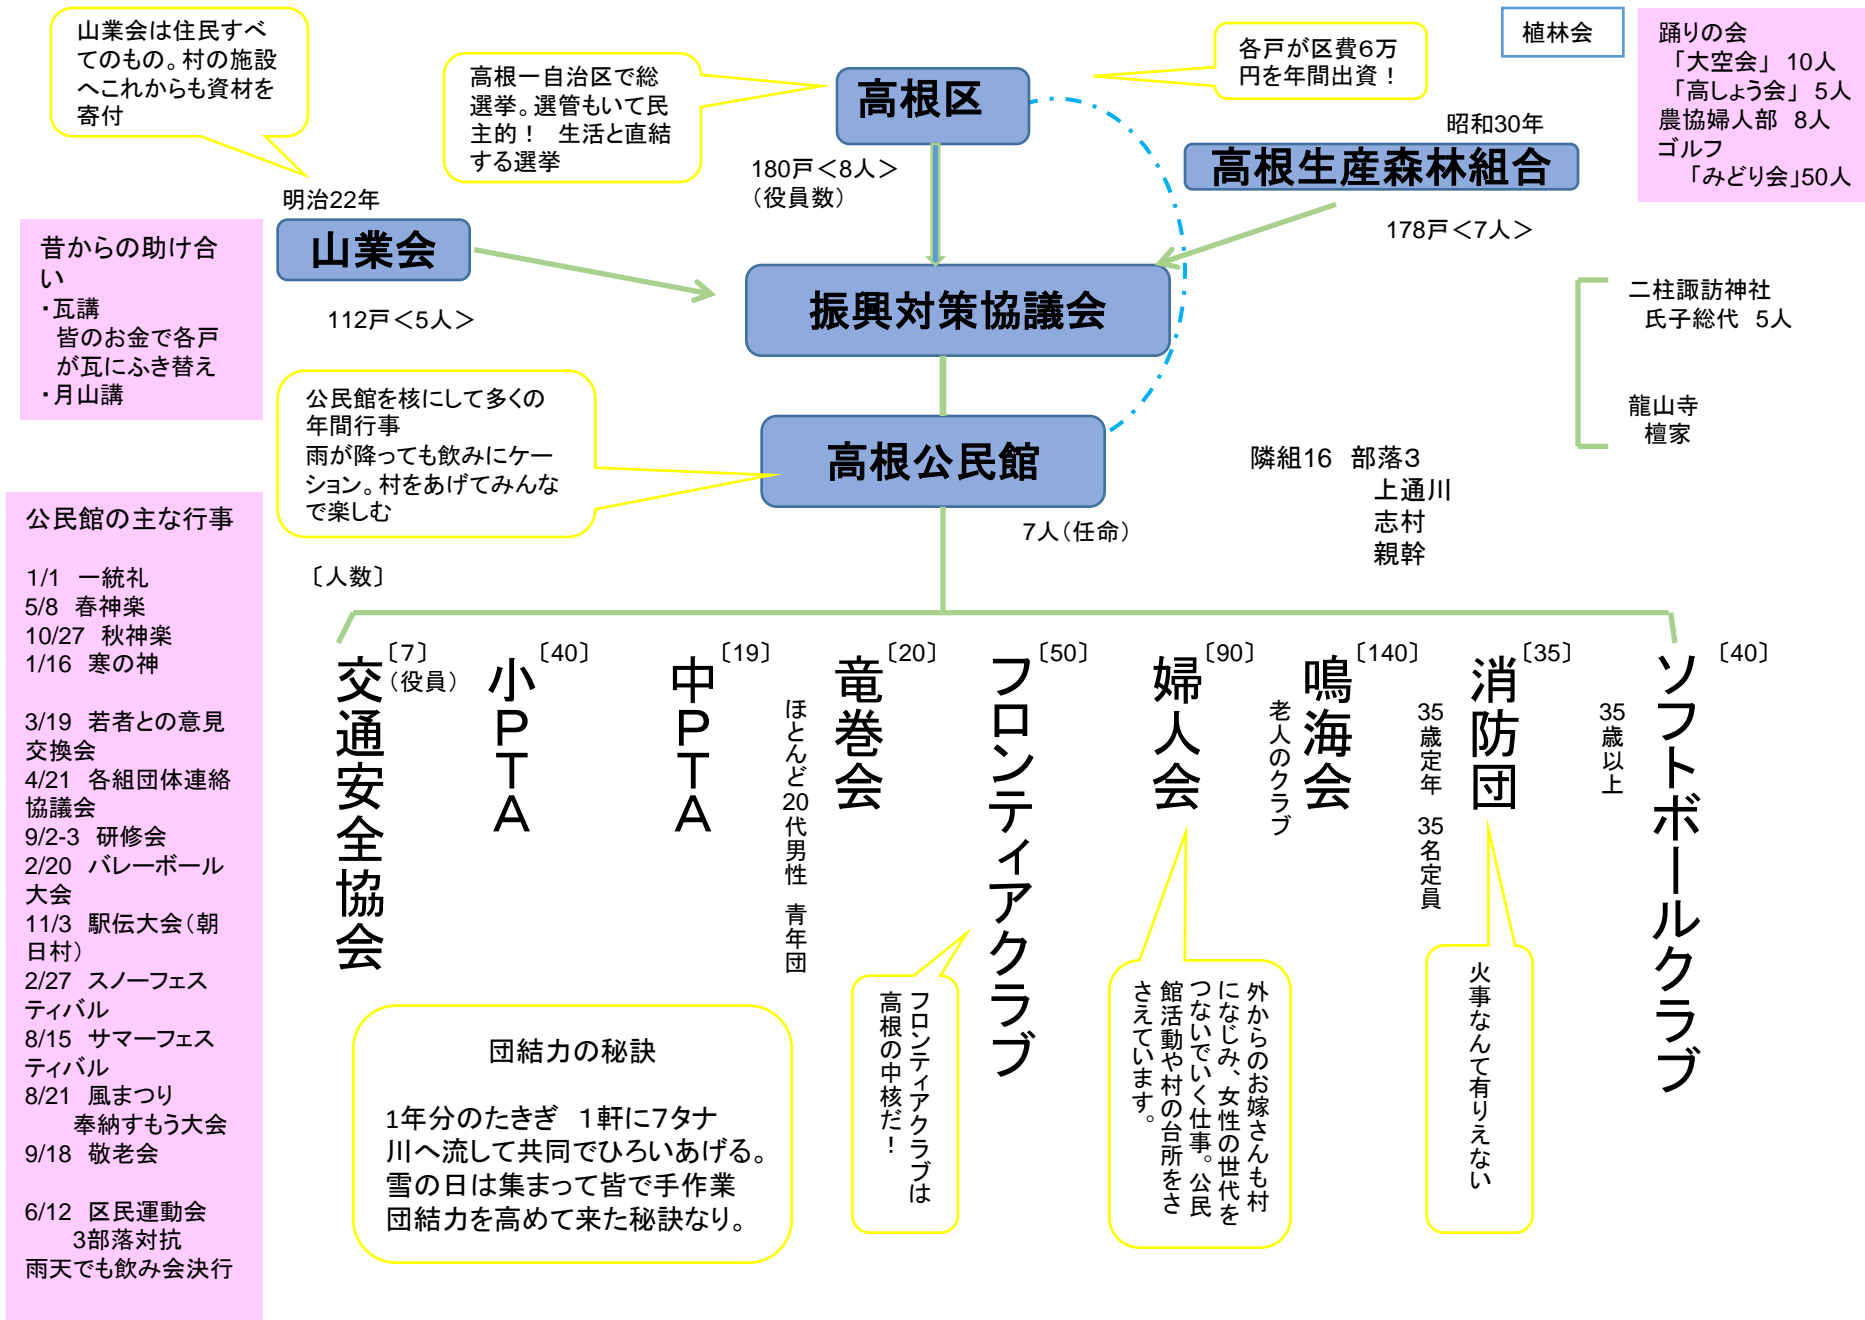 山業会は住民すべ
てのもの。村の施設
へこれからも資材を
寄付
高根一自治区で総
選挙。選管もいて民
主的！　生活と直結
する選挙
高根区
各戸が区費６万
円を年間出資！
植林会
踊りの会
「大空会」 10人
「高しょう会」 5人
農協婦人部 8人
ゴルフ
「みどり会」50人
180戸＜8人＞
（役員数）
昭和30年
高根生産森林組合
178戸＜7人＞
明治22年
山業会
112戸＜5人＞
昔からの助け合
い
・瓦講
皆のお金で各戸
が瓦にふき替え
・月山講
振興対策協議会
二柱諏訪神社
氏子総代 5人
龍山寺
檀家
公民館を核にして多くの
年間行事
雨が降っても飲みにケー
ション。村をあげてみんな
で楽しむ
高根公民館
7人（任命）
隣組16 部落3
上通川
志村
親幹
公民館の主な行事
1/1 一統礼
5/8 春神楽
10/27 秋神楽
1/16 寒の神
3/19 若者との意見
交換会
4/21 各組団体連絡
協議会
9/2-3 研修会
2/20 バレーボール
大会
11/3 駅伝大会（朝
日村）
2/27 スノーフェス
ティバル
8/15 サマーフェス
ティバル
8/21 風まつり
奉納すもう大会
9/18 敬老会
6/12 区民運動会
3部落対抗
雨天でも飲み会決行
〔人数〕
交通安全協会
〔7〕
（役員）
小ＰＴＡ
〔40〕
中ＰＴＡ
〔19〕
ほとんど20代男性 青年団
竜巻会
〔20〕
フロンティアクラブ
〔50〕
婦人会
〔90〕
老人のクラブ
鳴海会
〔140〕
35歳定年 35名定員
消防団
〔35〕
35歳以上
ソフトボールクラブ
〔40〕
団結力の秘訣
1年分のたきぎ　1軒に7タナ
川へ流して共同でひろいあげる。
雪の日は集まって皆で手作業
団結力を高めて来た秘訣なり。
フロンティアクラブは
高根の中核だ！
外からのお嫁さんも村
になじみ、女性の世代を
つないでいく仕事。公民
館活動や村の台所をさ
さえています。
火事なんて有りえない